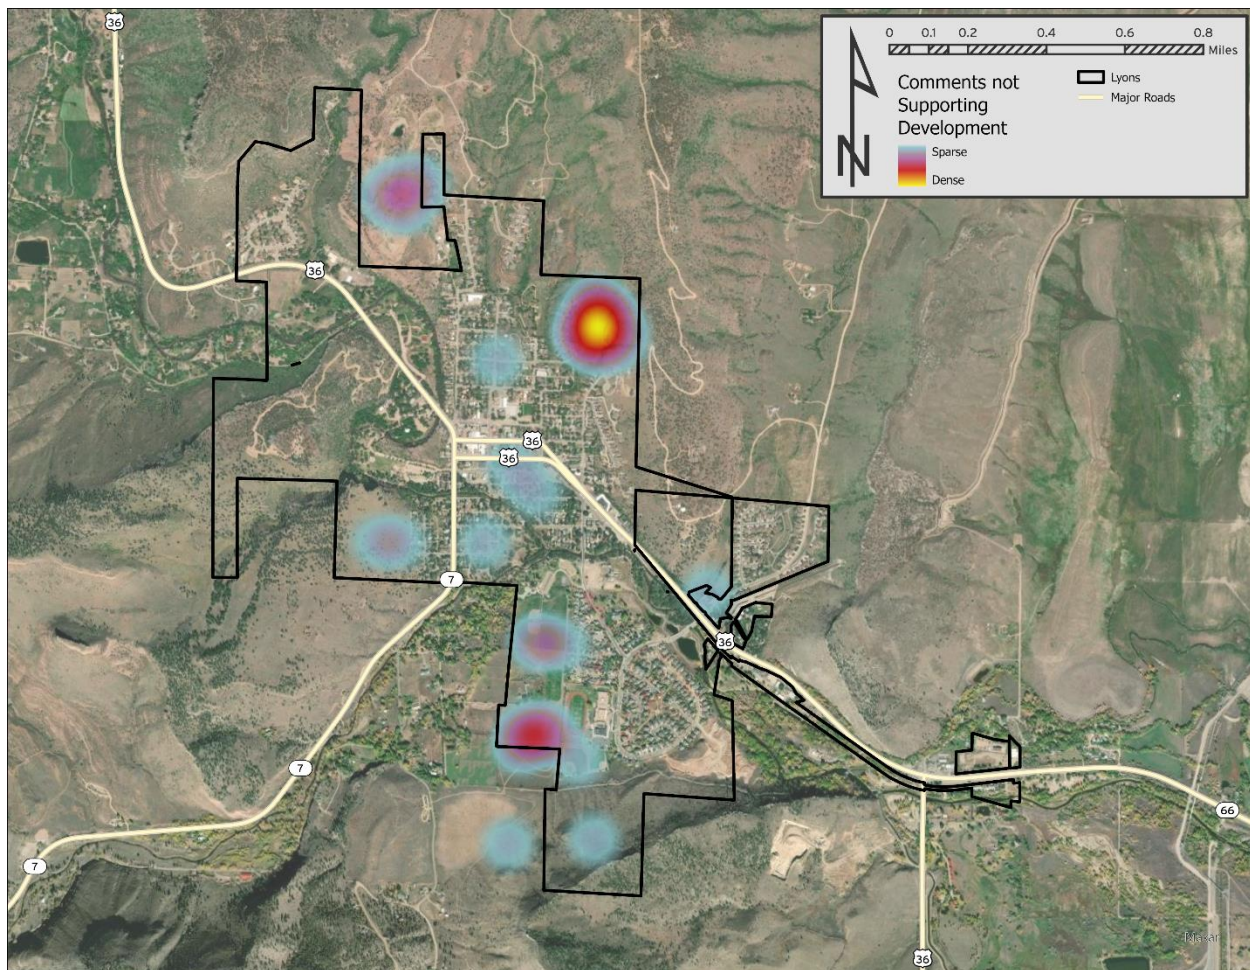 36
0 0.1 0.2 0.4 0.6 0.8
Miles
Comments not
Supporting
Development
Sparse
Dense
Lyons
Major Roads
N
36
36
36
7
36
7
66
7
36
Maxar